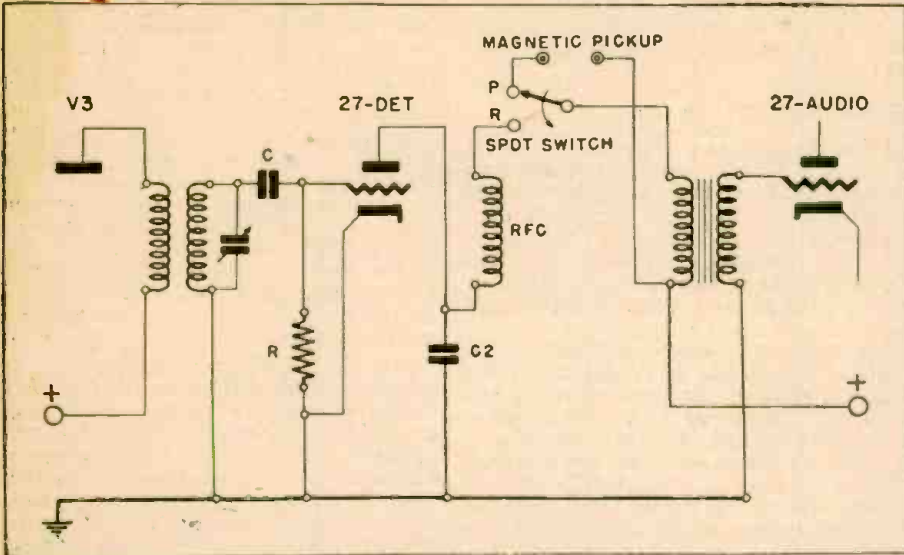 MAGNETIC PICKUP
V3
27-DET
P
27-AUDIO
C
R
SPDT SWITCH
RFC
R
C2
+
+